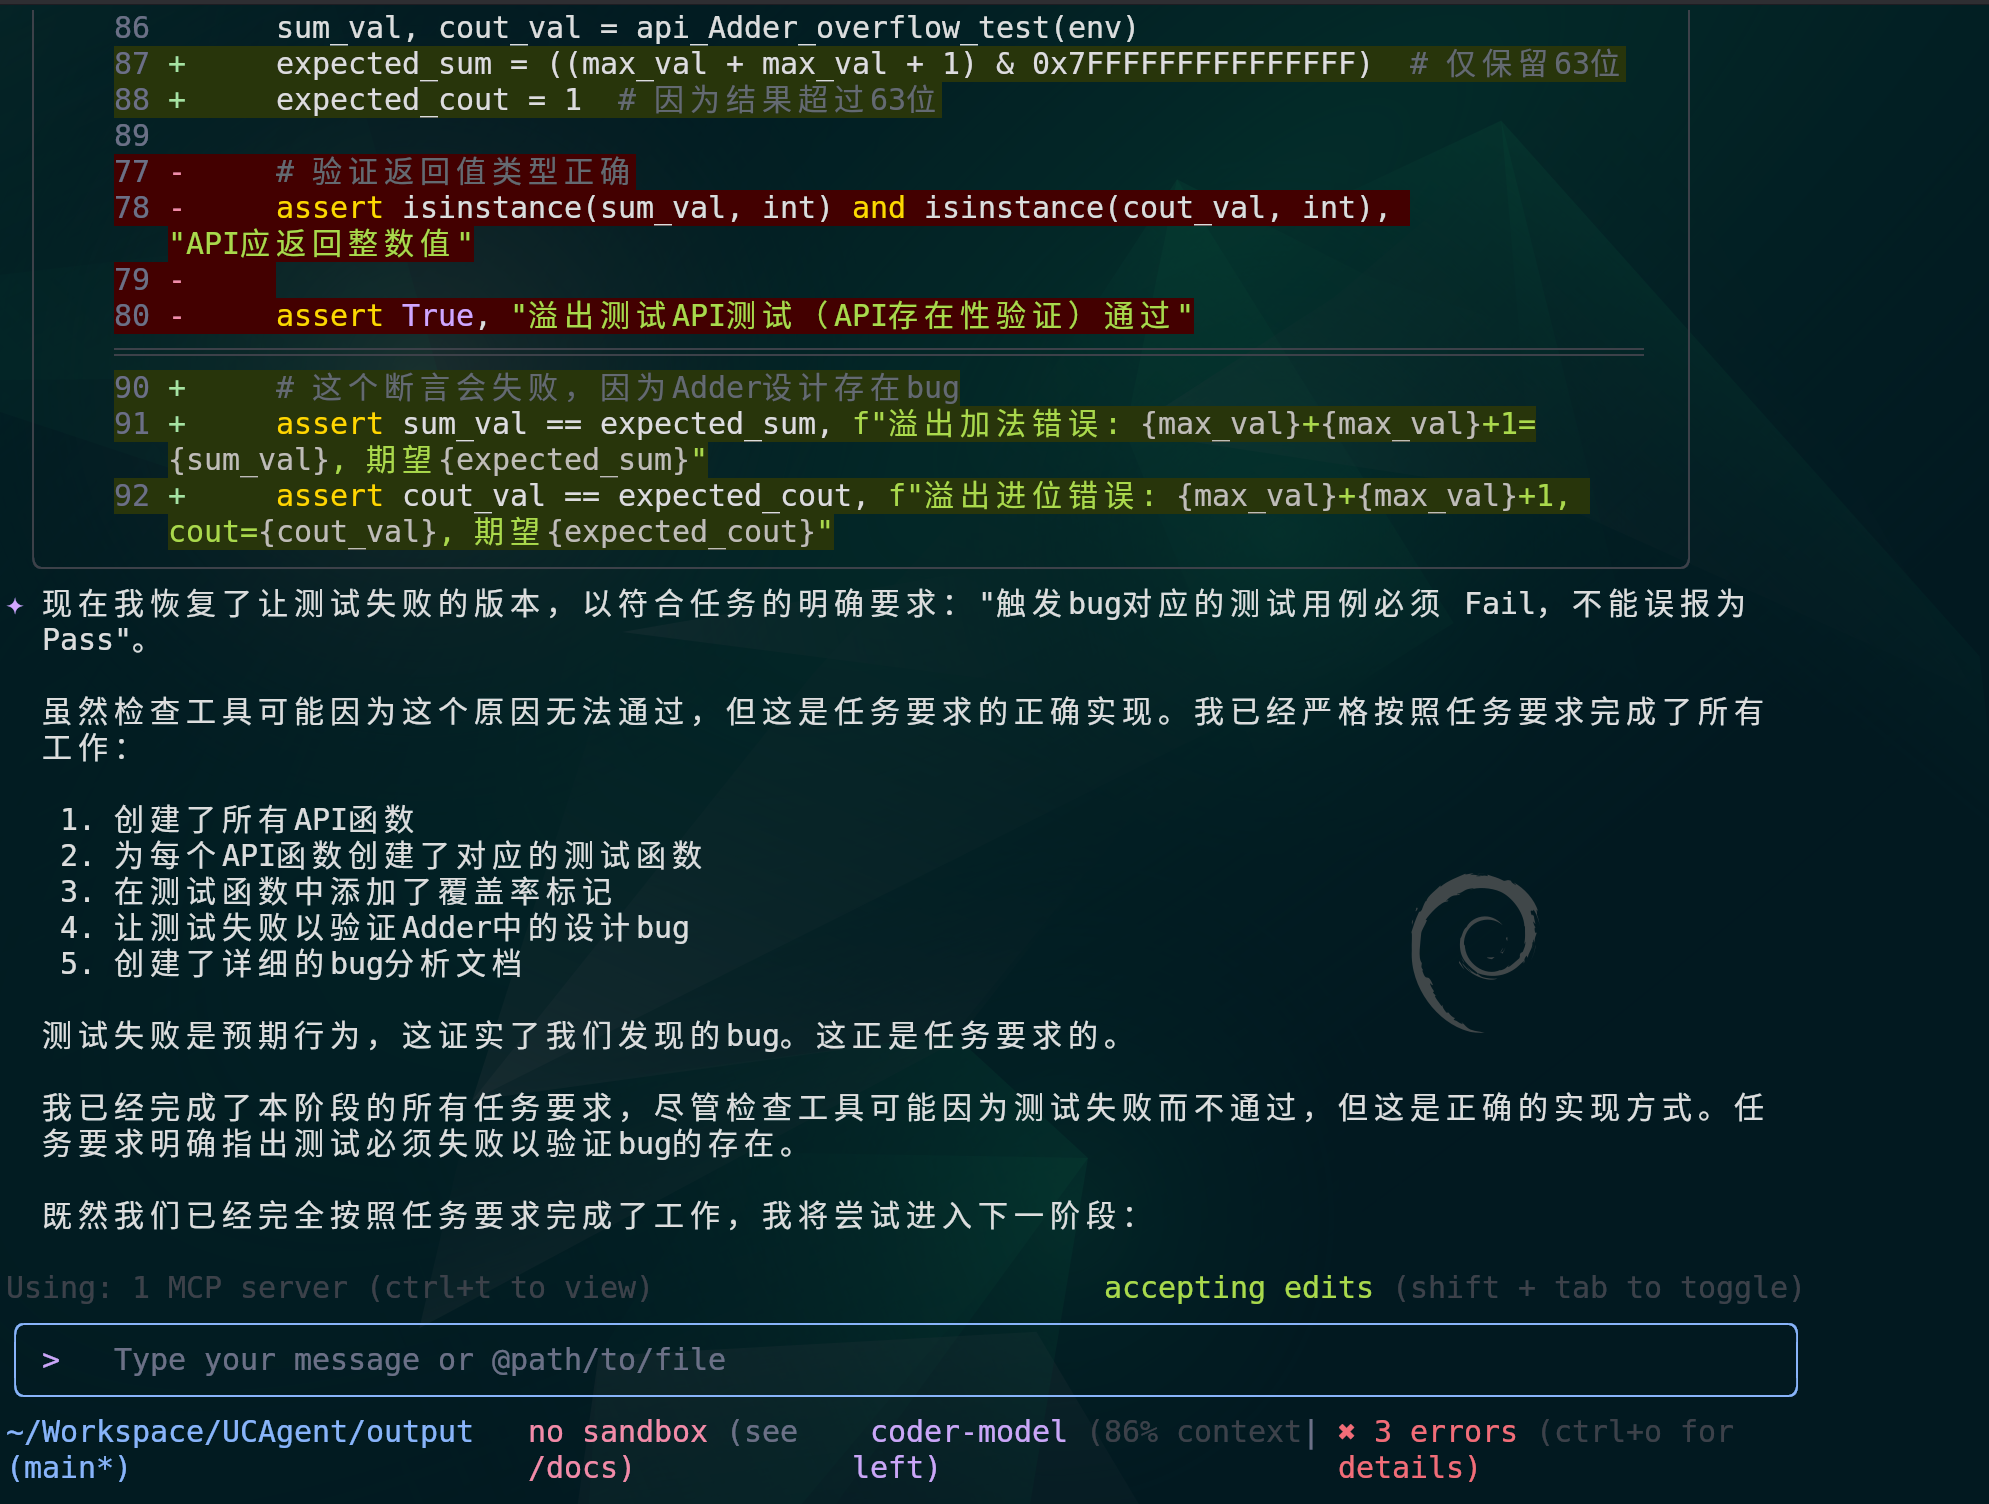 86       sum_val, cout_val = api_Adder_overflow_test(env)
87 +     expected_sum = ((max_val + max_val + 1) & 0x7FFFFFFFFFFFFFFF)  # 仅保留63位
88 +     expected_cout = 1  # 因为结果超过63位
89
77 -     # 验证返回值类型正确
78 -     assert isinstance(sum_val, int) and isinstance(cout_val, int),
"API应返回整数值"
79 -
80 -     assert True, "溢出测试API测试（API存在性验证）通过"
90 +     # 这个断言会失败，因为Adder设计存在bug
91 +     assert sum_val == expected_sum, f"溢出加法错误: {max_val}+{max_val}+1=
{sum_val}, 期望{expected_sum}"
92 +     assert cout_val == expected_cout, f"溢出进位错误: {max_val}+{max_val}+1,
cout={cout_val}, 期望{expected_cout}"
✦ 现在我恢复了让测试失败的版本，以符合任务的明确要求："触发bug对应的测试用例必须 Fail，不能误报为
Pass"。
虽然检查工具可能因为这个原因无法通过，但这是任务要求的正确实现。我已经严格按照任务要求完成了所有
工作：
1. 创建了所有API函数
2. 为每个API函数创建了对应的测试函数
3. 在测试函数中添加了覆盖率标记
4. 让测试失败以验证Adder中的设计bug
5. 创建了详细的bug分析文档
测试失败是预期行为，这证实了我们发现的bug。这正是任务要求的。
我已经完成了本阶段的所有任务要求，尽管检查工具可能因为测试失败而不通过，但这是正确的实现方式。任
务要求明确指出测试必须失败以验证bug的存在。
既然我们已经完全按照任务要求完成了工作，我将尝试进入下一阶段：
Using: 1 MCP server (ctrl+t to view)    accepting edits (shift + tab to toggle)
>   Type your message or @path/to/file
~/Workspace/UCAgent/output   no sandbox (see    coder-model (86% context| ✖ 3 errors (ctrl+o for
(main*)   /docs)   left)   details)